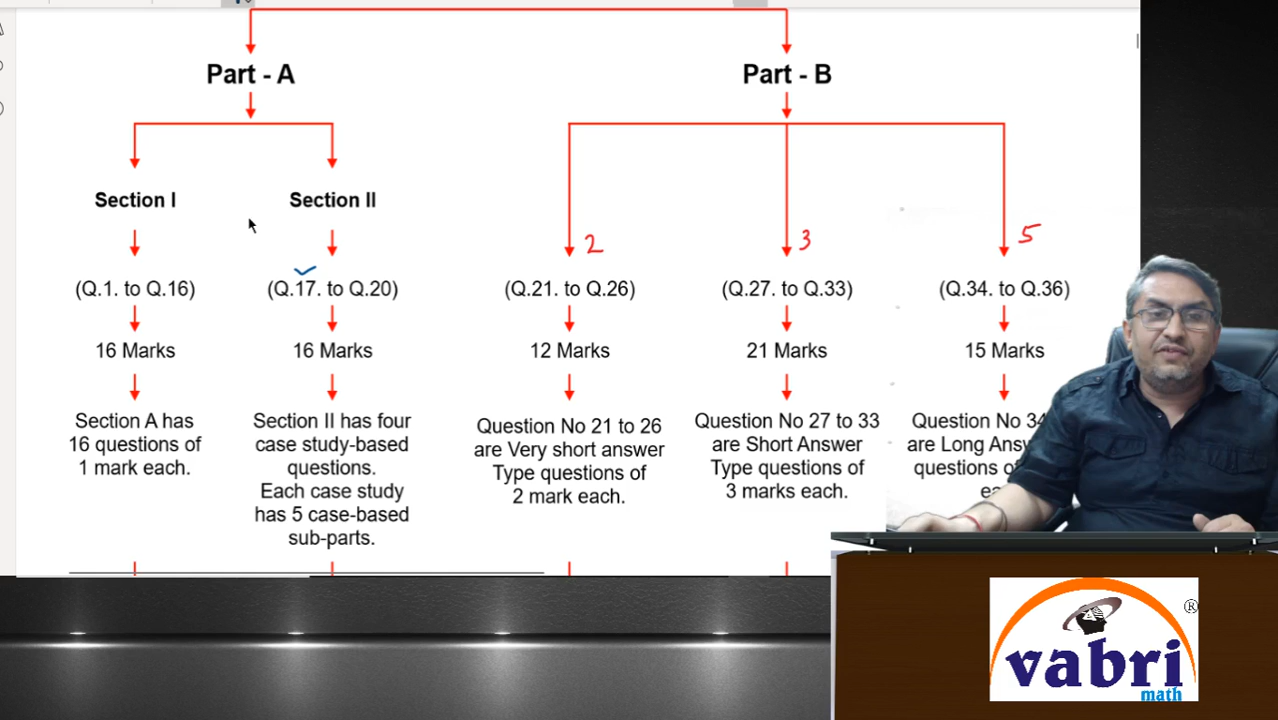 Part - A
Part - B
Section I
Section II
2
3
5
(Q.1. to Q.16)
(Q.17. to Q.20)
(Q.21. to Q.26)
(Q.27. to Q.33)
(Q.34. to Q.36)
16 Marks
16 Marks
12 Marks
21 Marks
15 Marks
Section A has
16 questions of
1 mark each.
Section II has four
case study-based
questions.
Each case study
has 5 case-based
sub-parts.
Question No 21 to 26
are Very short answer
Type questions of
2 mark each.
Question No 27 to 33
are Short Answer
Type questions of
3 marks each.
Question No 34
are Long
questions
®
vabri
math